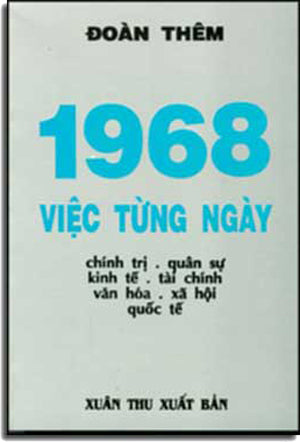 ĐOÀN THÊM
1968
VIỆC TỪNG NGÀY
chính trị . quân sự
kinh tế . tài chính
văn hóa . xã hội
quốc tế
XUÂN THU XUẤT BẢN